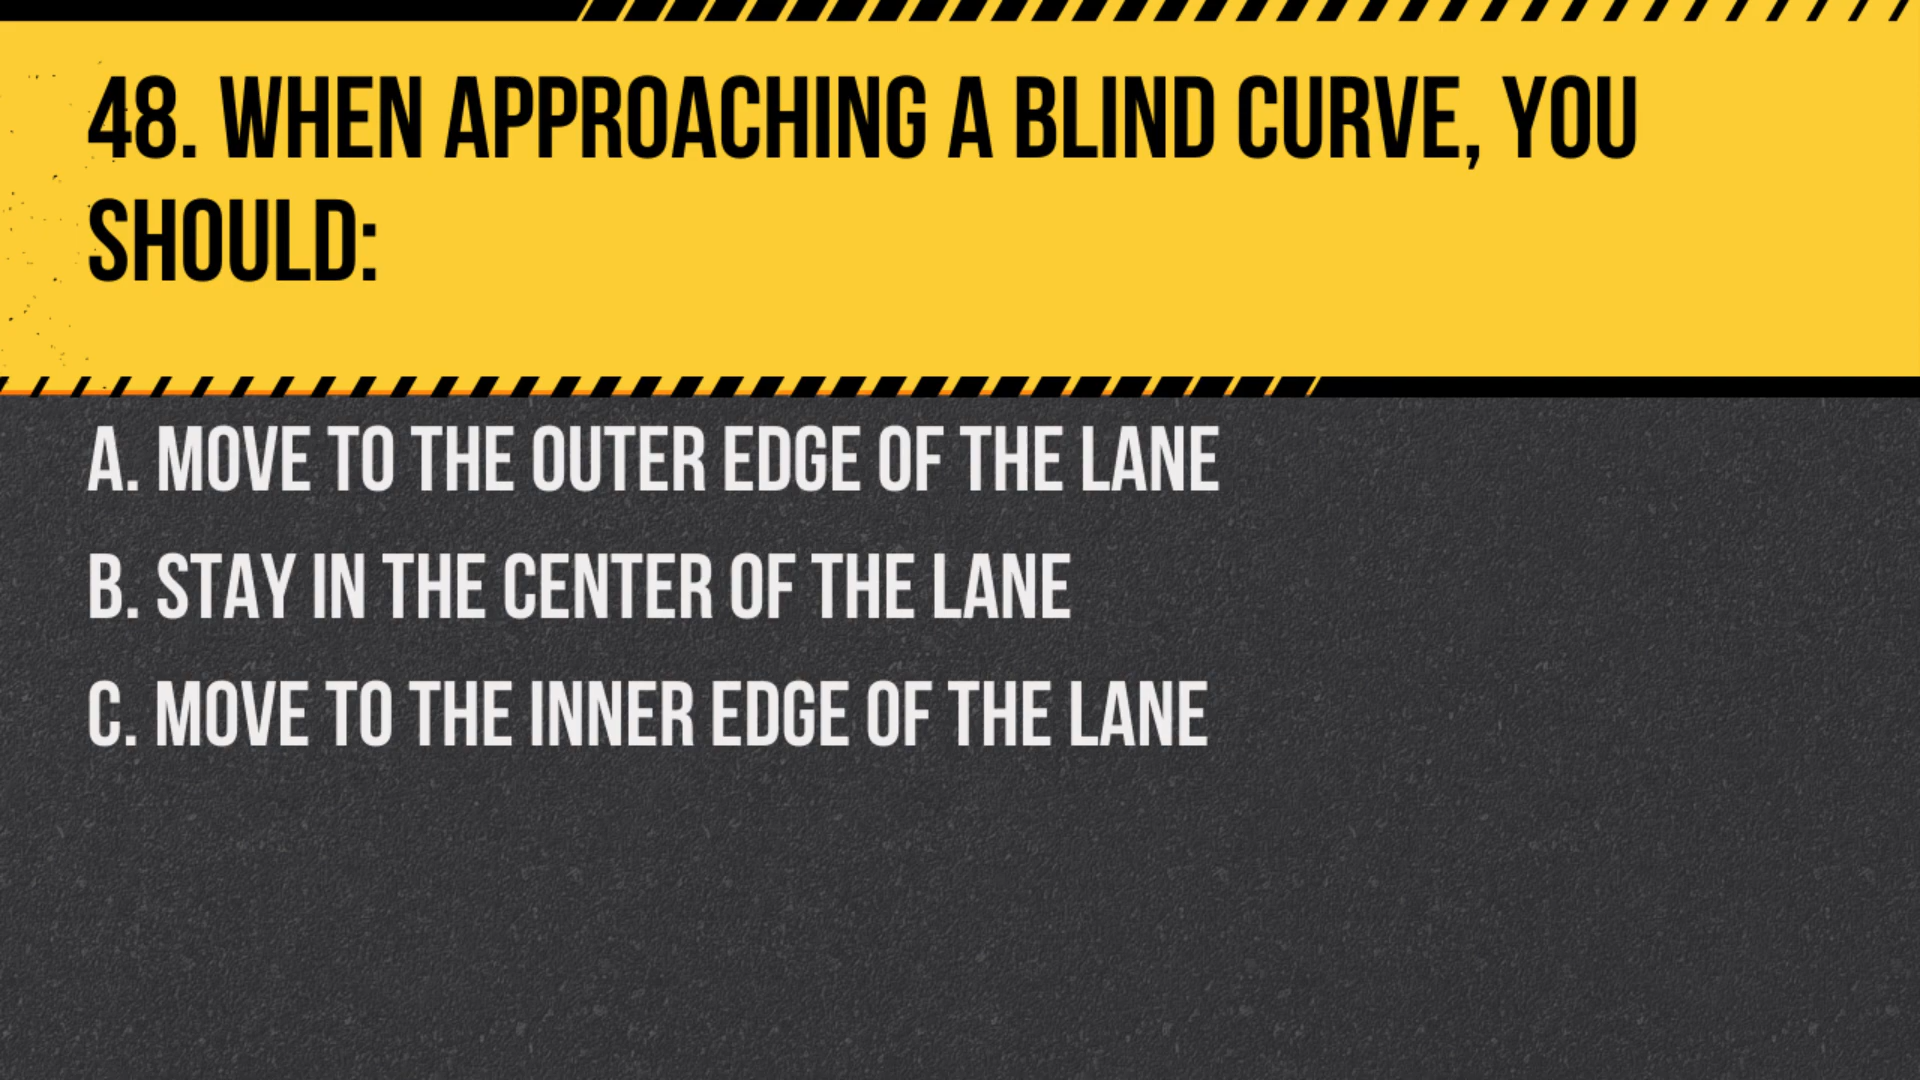 48. WHEN APPROACHING A BLIND CURVE, YOU
SHOULD:
A. MOVE TO THE OUTER EDGE OF THE LANE
B. STAY IN THE CENTER OF THE LANE
C. MOVE TO THE INNER EDGE OF THE LANE